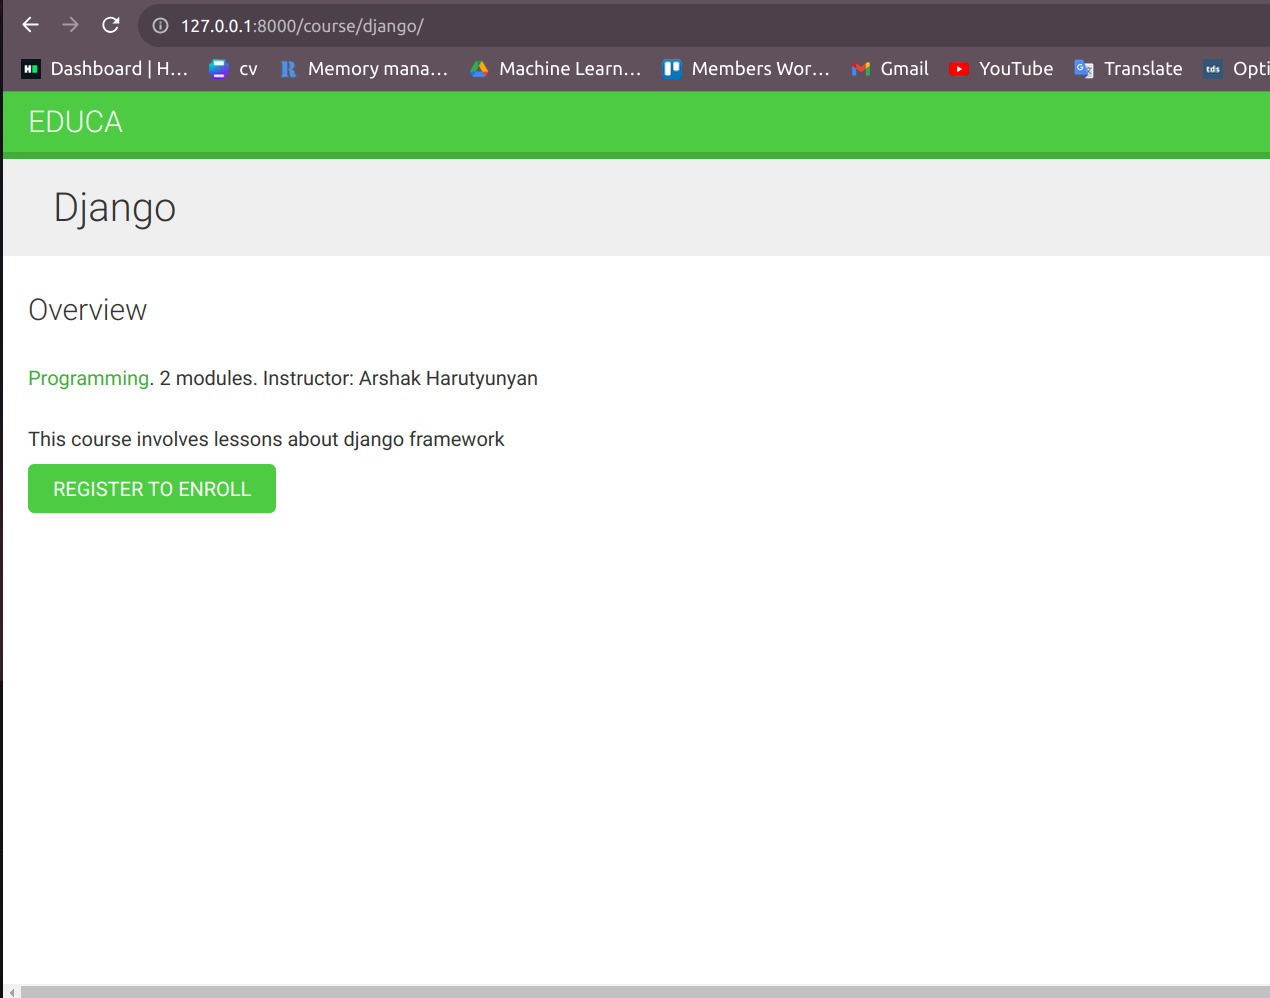 127.0.0.1:8000/course/django/
Dashboard | H... cv Memory mana... Machine Learn... Members Wor... Gmail YouTube Translate tds Opti
EDUCA
Django
Overview
Programming. 2 modules. Instructor: Arshak Harutyunyan
This course involves lessons about django framework
REGISTER TO ENROLL